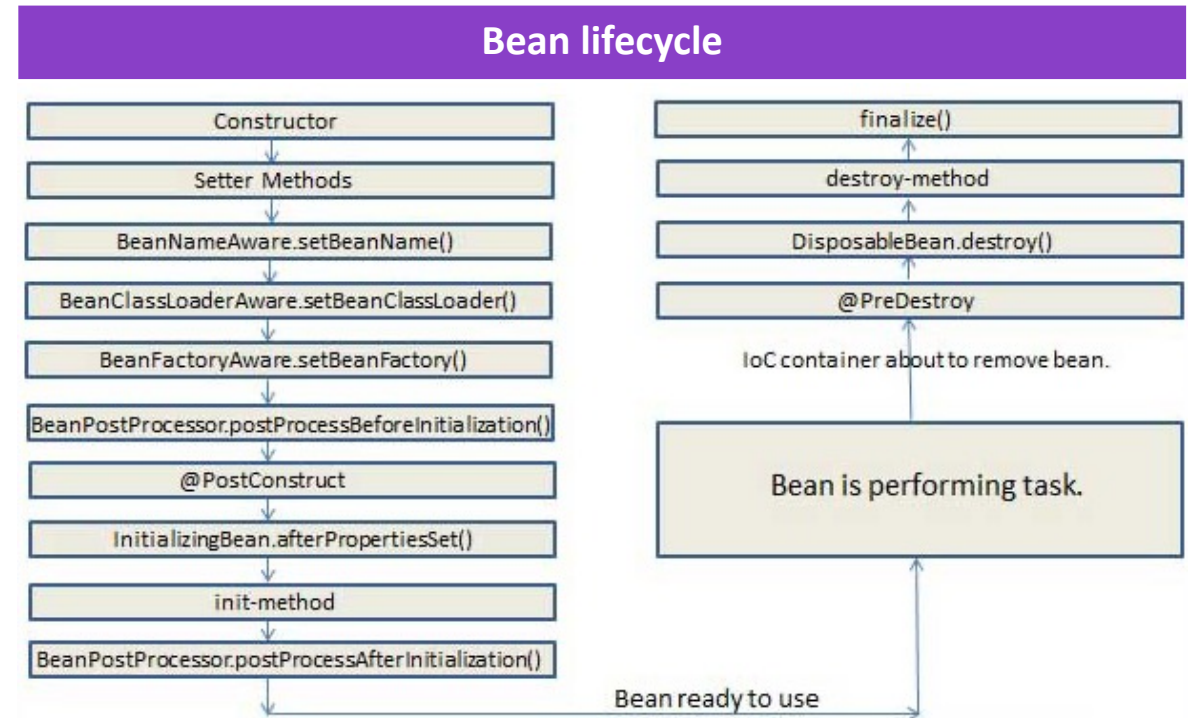 Bean lifecycle
Constructor
Setter Methods
BeanNameAware.setBeanName()
BeanClassLoaderAware.setBeanClassLoader()
BeanFactoryAware.setBeanFactory()
BeanPostProcessor.postProcessBeforeInitialization()
@PostConstruct
InitializingBean.afterPropertiesSet()
init-method
BeanPostProcessor.postProcessAfterInitialization()
Bean ready to use
Bean is performing task.
IoC container about to remove bean.
@PreDestroy
DisposableBean.destroy()
destroy-method
finalize()